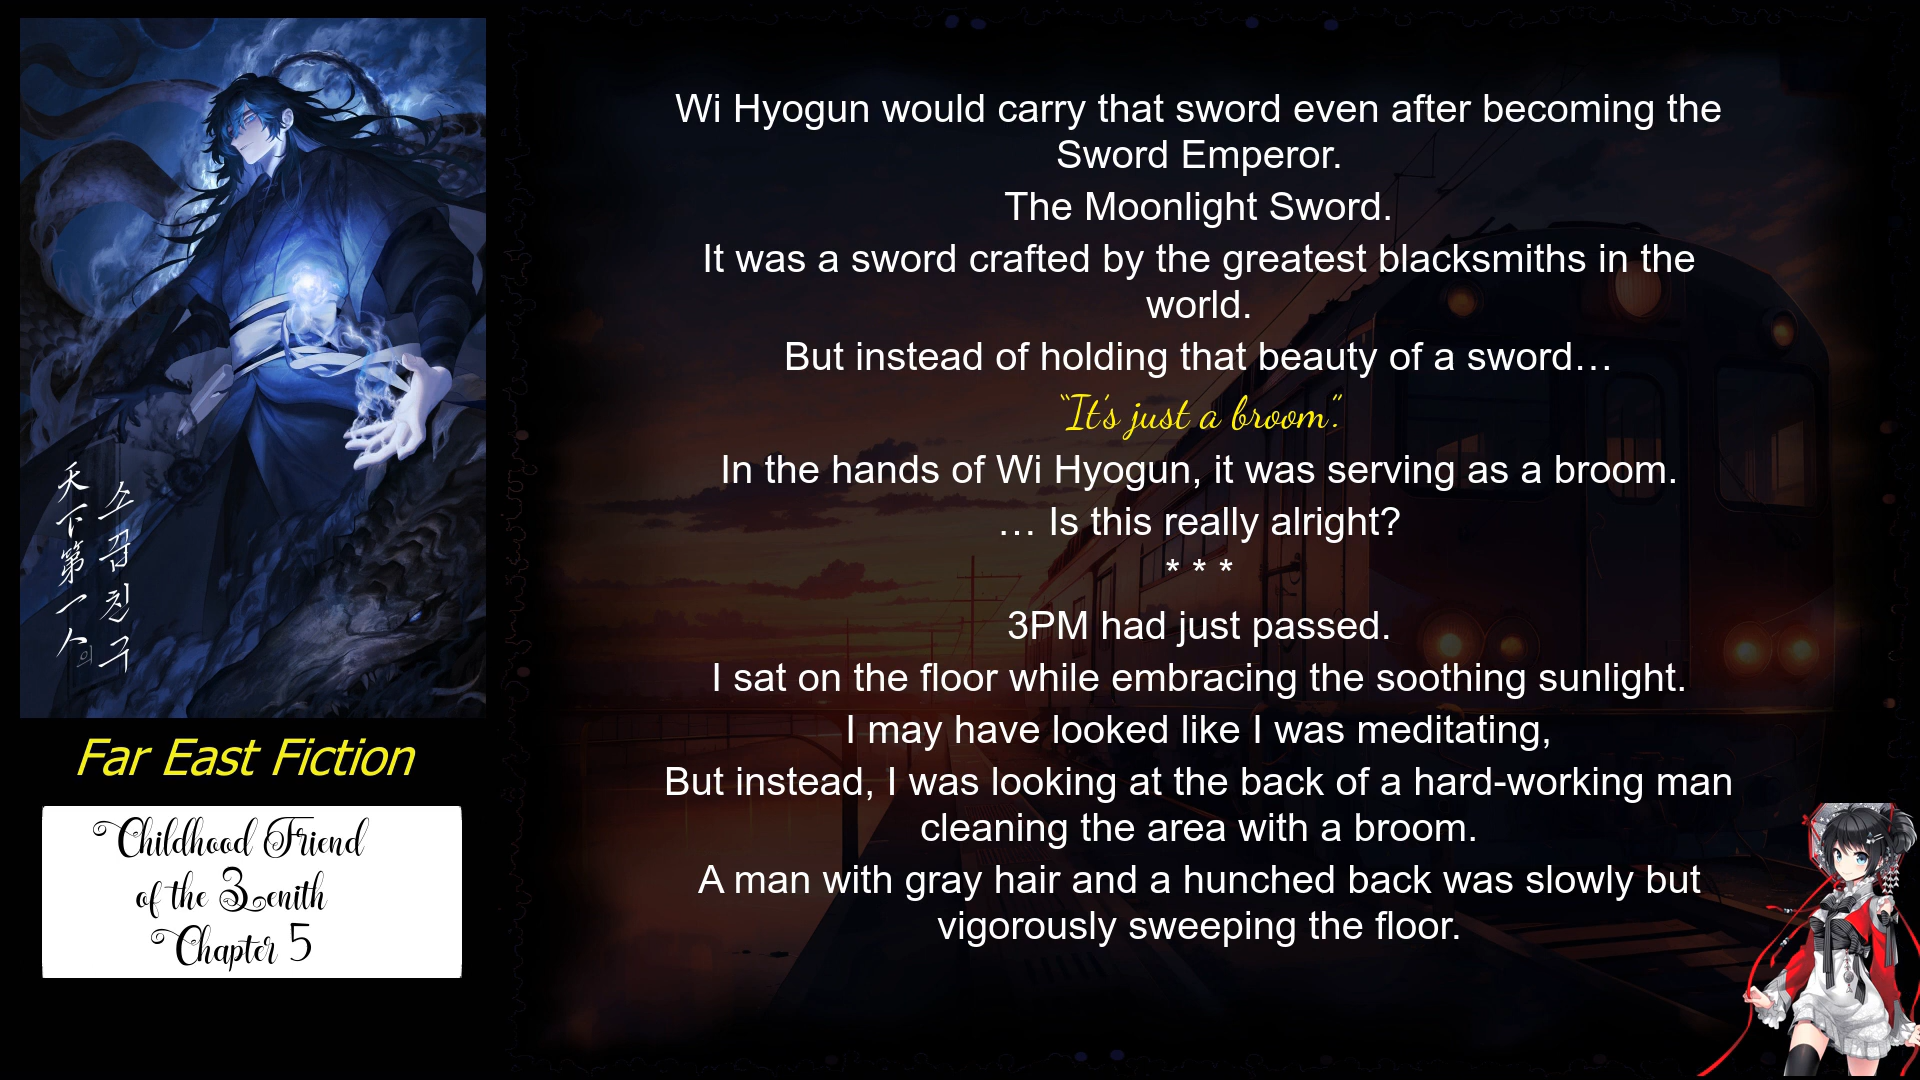 天下第一人의
소꿉친구
Far East Fiction
Childhood Friend
of the Zenith
Chapter 5
Wi Hyogun would carry that sword even after becoming the
Sword Emperor.
The Moonlight Sword.
It was a sword crafted by the greatest blacksmiths in the
world.
But instead of holding that beauty of a sword…
“It’s just a broom”.
In the hands of Wi Hyogun, it was serving as a broom.
… Is this really alright?
* * *
3PM had just passed.
I sat on the floor while embracing the soothing sunlight.
I may have looked like I was meditating,
But instead, I was looking at the back of a hard-working man
cleaning the area with a broom.
A man with gray hair and a hunched back was slowly but
vigorously sweeping the floor.